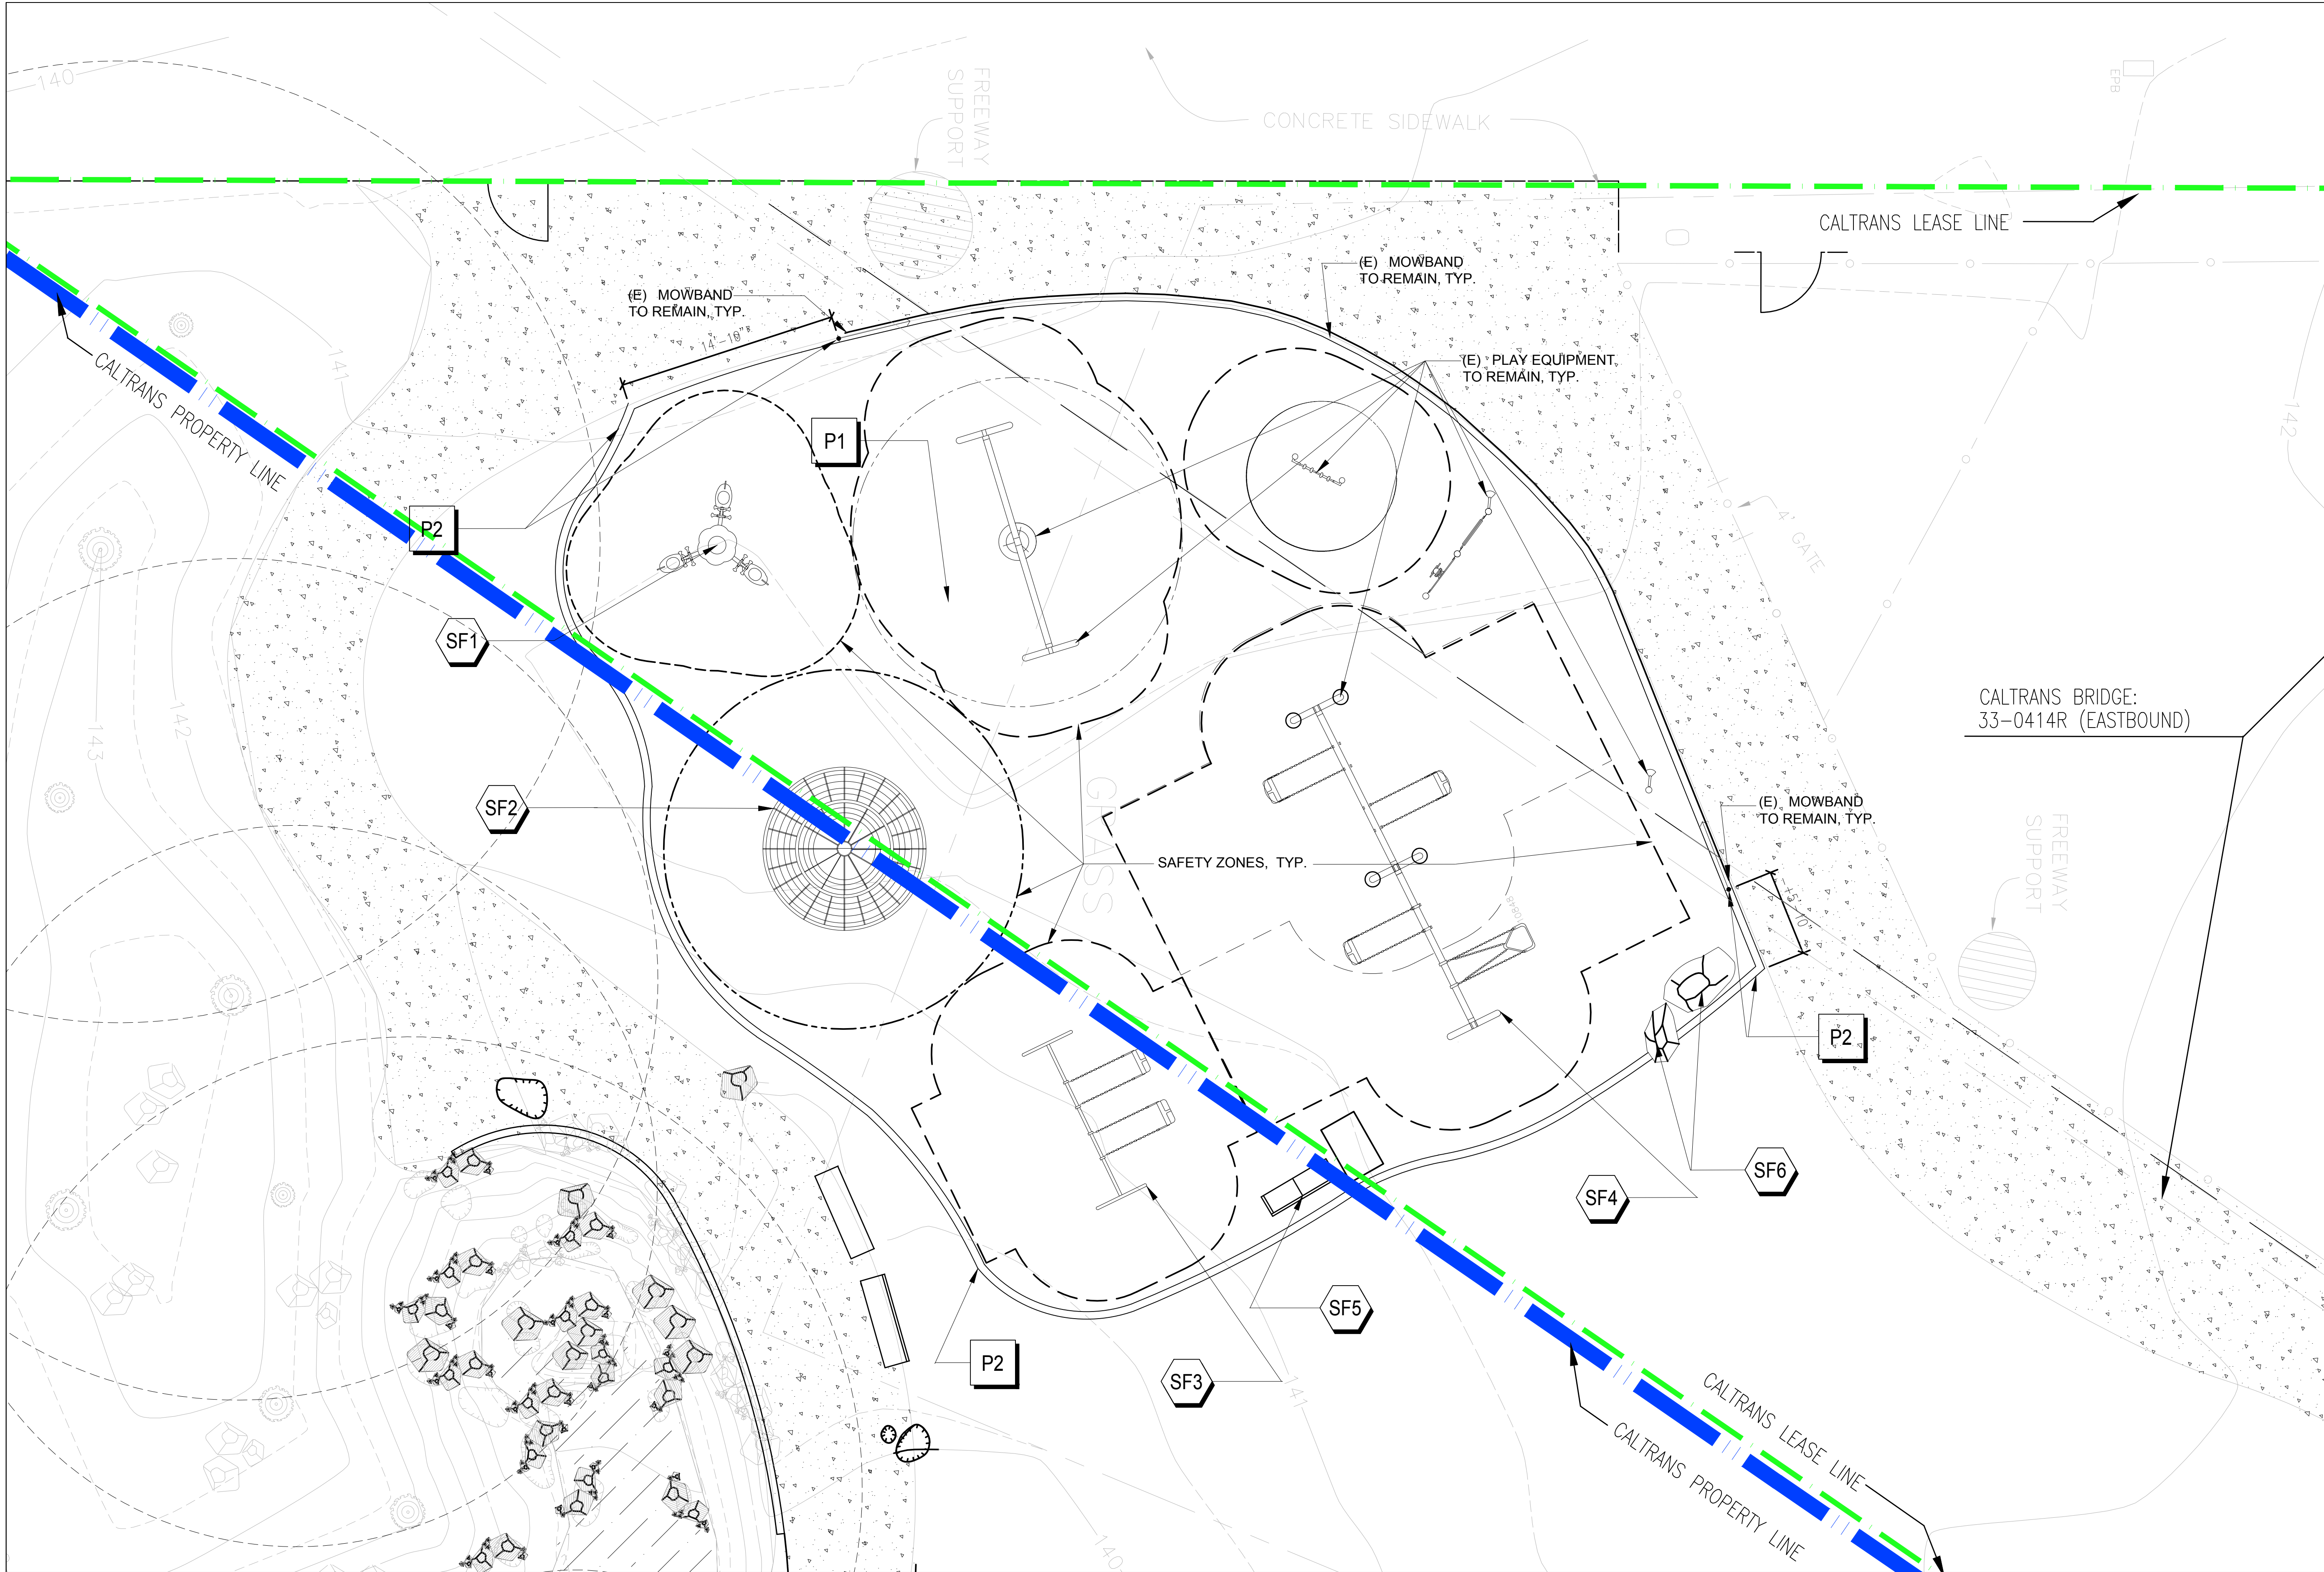 140
FREEWAY
SUPPORT
CONCRETE SIDEWALK
EPB
CALTRANS LEASE LINE
(E) MOWBAND
TO REMAIN, TYP.
(E) MOWBAND
TO REMAIN, TYP.
14'-10"
141
CALTRANS PROPERTY LINE
(E) PLAY EQUIPMENT
TO REMAIN, TYP.
142
P1
P2
4' GATE
SF1
CALTRANS BRIDGE:
33-0414R (EASTBOUND)
143
142
SF2
GRASS
(E) MOWBAND
TO REMAIN, TYP.
FREEWAY
SUPPORT
SAFETY ZONES, TYP.
P2
SF6
SF4
SF5
P2
SF3
41
CALTRANS LEASE LINE
CALTRANS PROPERTY LINE
140